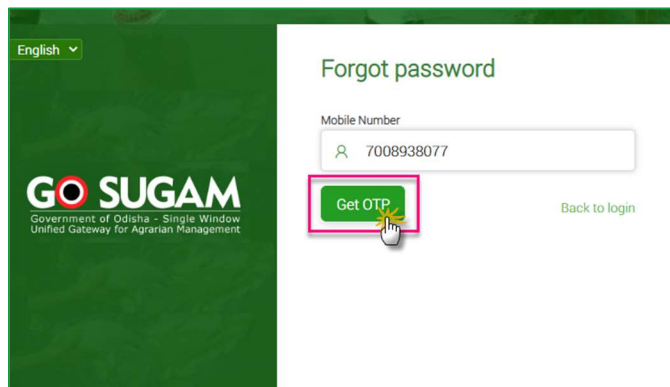 English
Forgot password
Mobile Number
7008938077
Get OTP
Back to login
GO SUGAM
Government of Odisha - Single Window
Unified Gateway for Agrarian Management